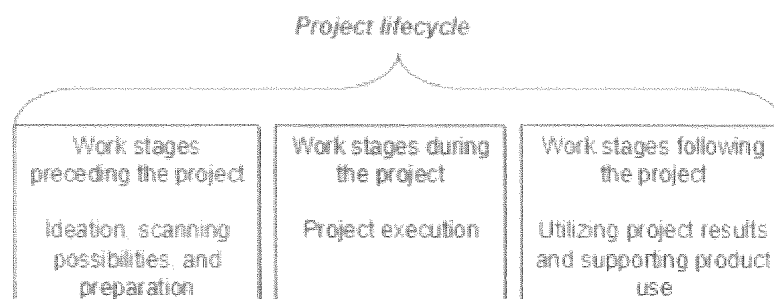 Project lifecycle
Work stages
preceding the project
Ideation, scanning
possibilities, and
preparation
Work stages during
the project
Project execution
Work stages following
the project
Utilizing project results
and supporting product
use